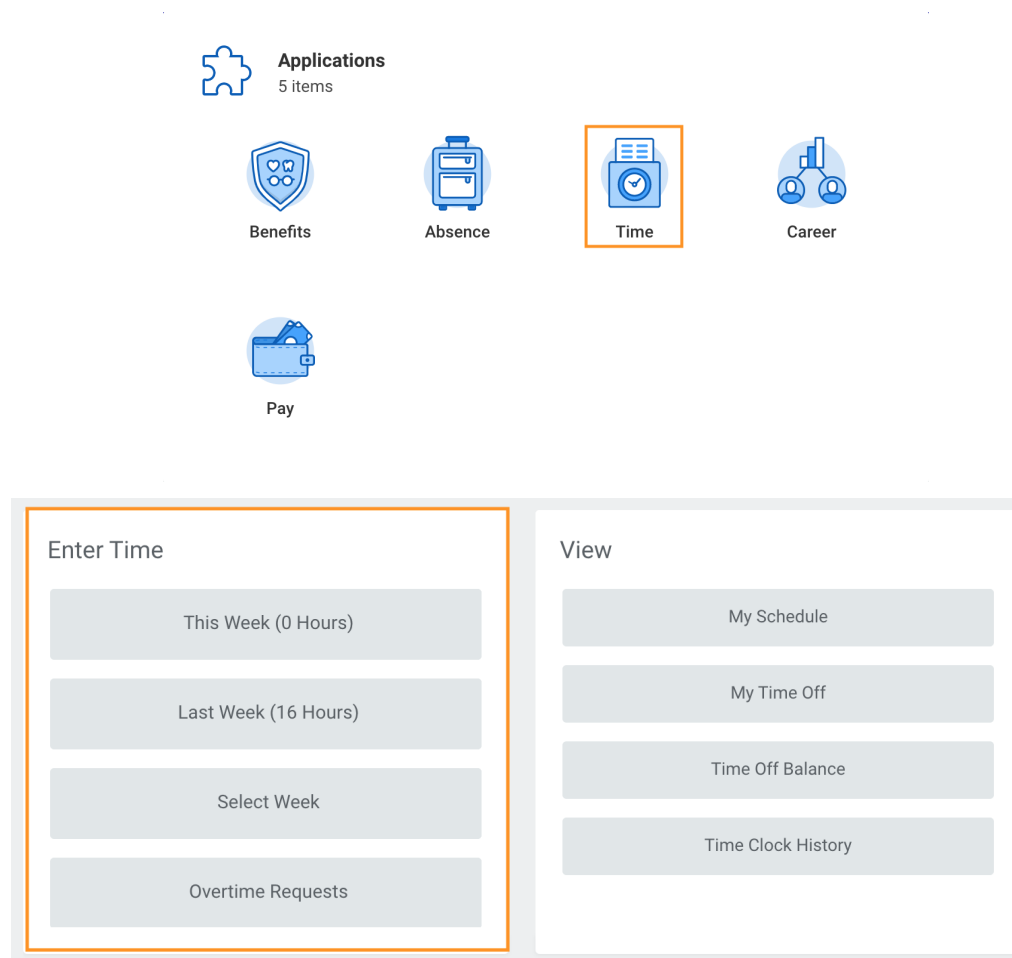 Applications
5 items
Benefits
Absence
Time
Career
Pay
Enter Time
This Week (0 Hours)
Last Week (16 Hours)
Select Week
Overtime Requests
View
My Schedule
My Time Off
Time Off Balance
Time Clock History